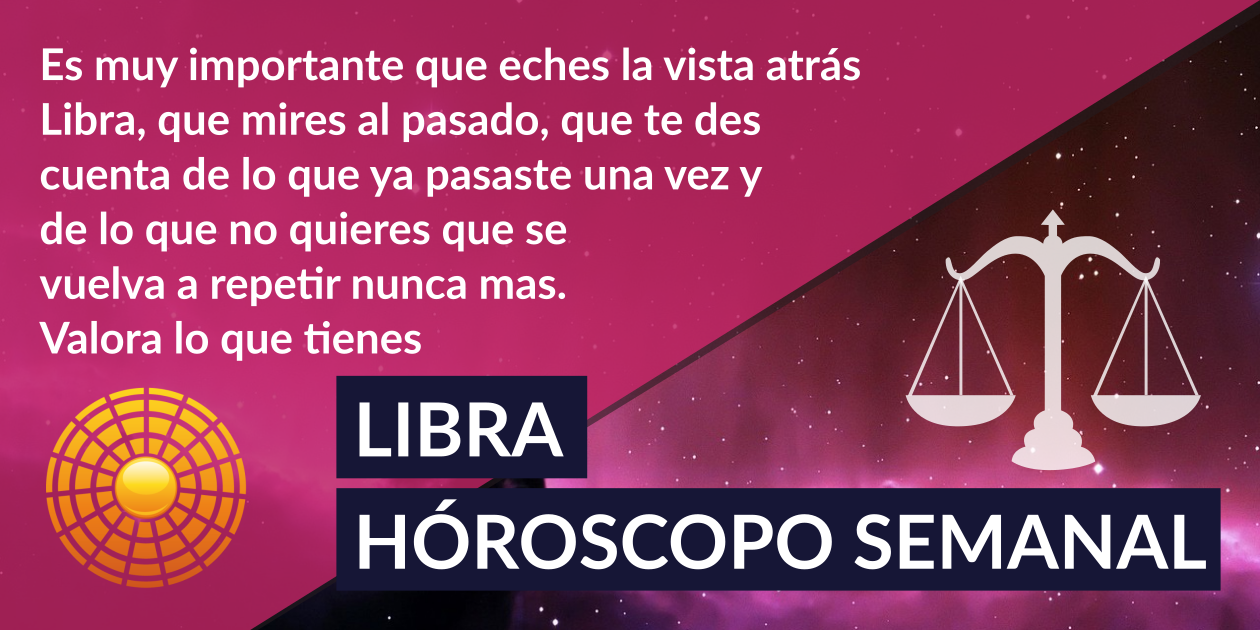 Es muy importante que eches la vista atrás
Libra, que mires al pasado, que te des
cuenta de lo que ya pasaste una vez y
de lo que no quieres que se
vuelva a repetir nunca mas.
Valora lo que tienes
LIBRA
HÓROSCOPO SEMANAL